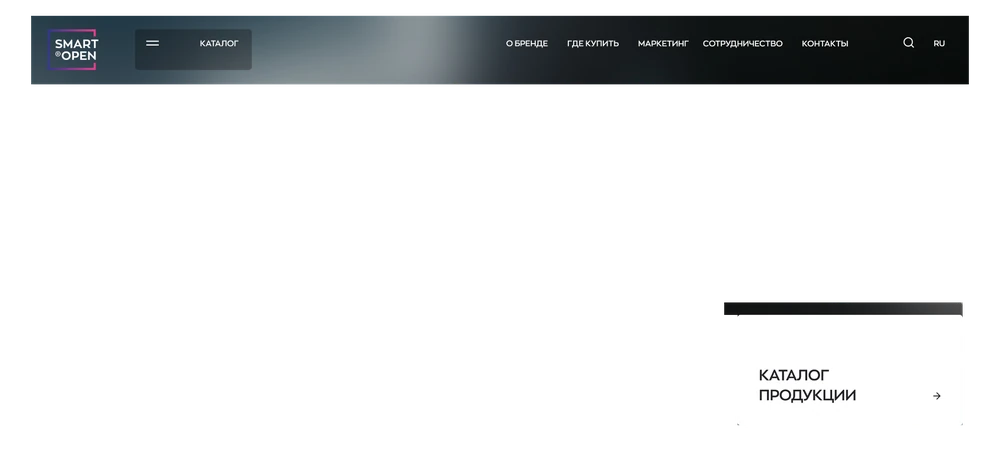 SMART
®OPEN
КАТАЛОГ
О БРЕНДЕ ГДЕ КУПИТЬ МАРКЕТИНГ СОТРУДНИЧЕСТВО КОНТАКТЫ RU
КАТАЛОГ
ПРОДУКЦИИ